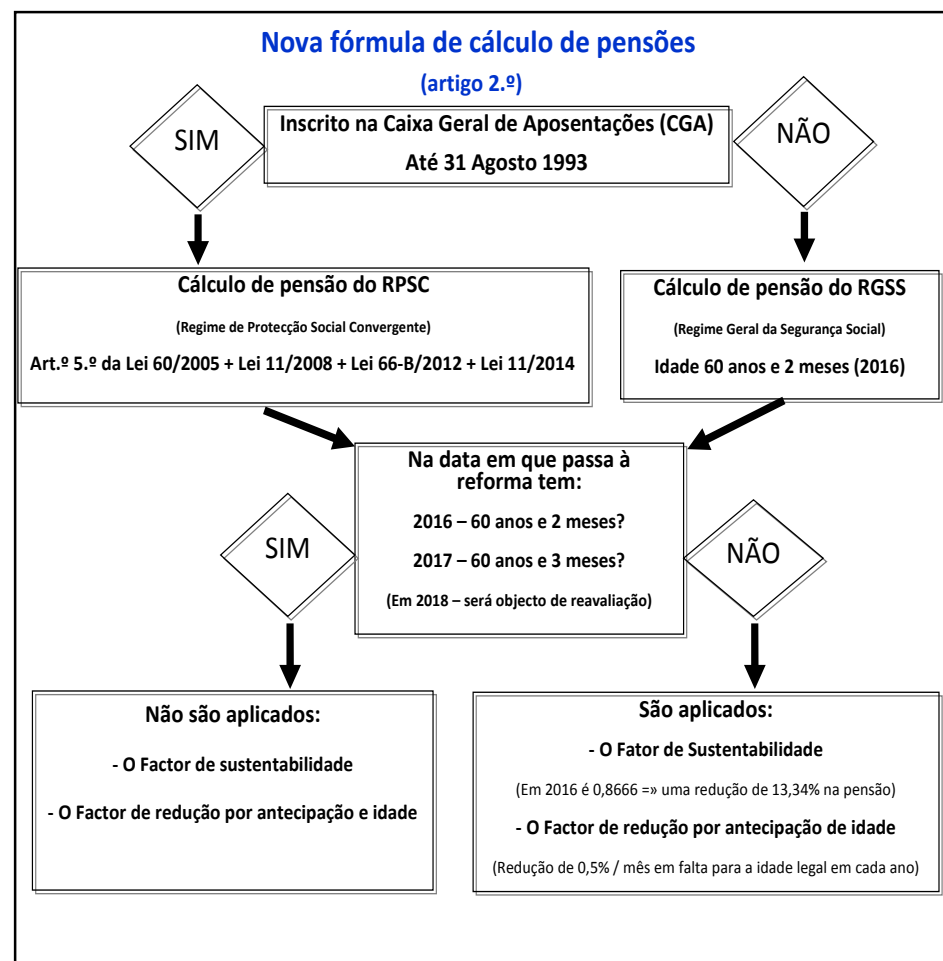 Nova fórmula de cálculo de pensões
(artigo 2.º)
SIM
Inscrito na Caixa Geral de Aposentações (CGA)
Até 31 Agosto 1993
NÃO
Cálculo de pensão do RPSC
(Regime de Protecção Social Convergente)
Art.º 5.º da Lei 60/2005 + Lei 11/2008 + Lei 66-B/2012 + Lei 11/2014
Cálculo de pensão do RGSS
(Regime Geral da Segurança Social)
Idade 60 anos e 2 meses (2016)
SIM
Na data em que passa à
reforma tem:
2016 – 60 anos e 2 meses?
2017 – 60 anos e 3 meses?
(Em 2018 – será objecto de reavaliação)
NÃO
Não são aplicados:
- O Factor de sustentabilidade
- O Factor de redução por antecipação e idade
São aplicados:
- O Fator de Sustentabilidade
(Em 2016 é 0,8666 =» uma redução de 13,34% na pensão)
- O Factor de redução por antecipação de idade
(Redução de 0,5% / mês em falta para a idade legal em cada ano)